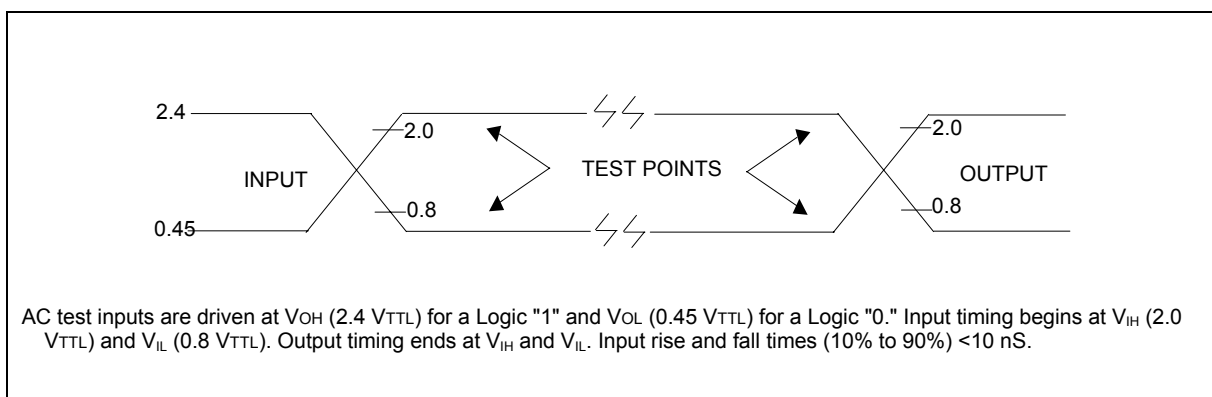 2.4
2.0
INPUT
TEST POINTS
2.0
OUTPUT
0.8
0.8
0.45
AC test inputs are driven at VOH (2.4 VTTL) for a Logic "1" and VOL (0.45 VTTL) for a Logic "0." Input timing begins at VIH (2.0
VTTL) and VIL (0.8 VTTL). Output timing ends at VIH and VIL. Input rise and fall times (10% to 90%) <10 nS.